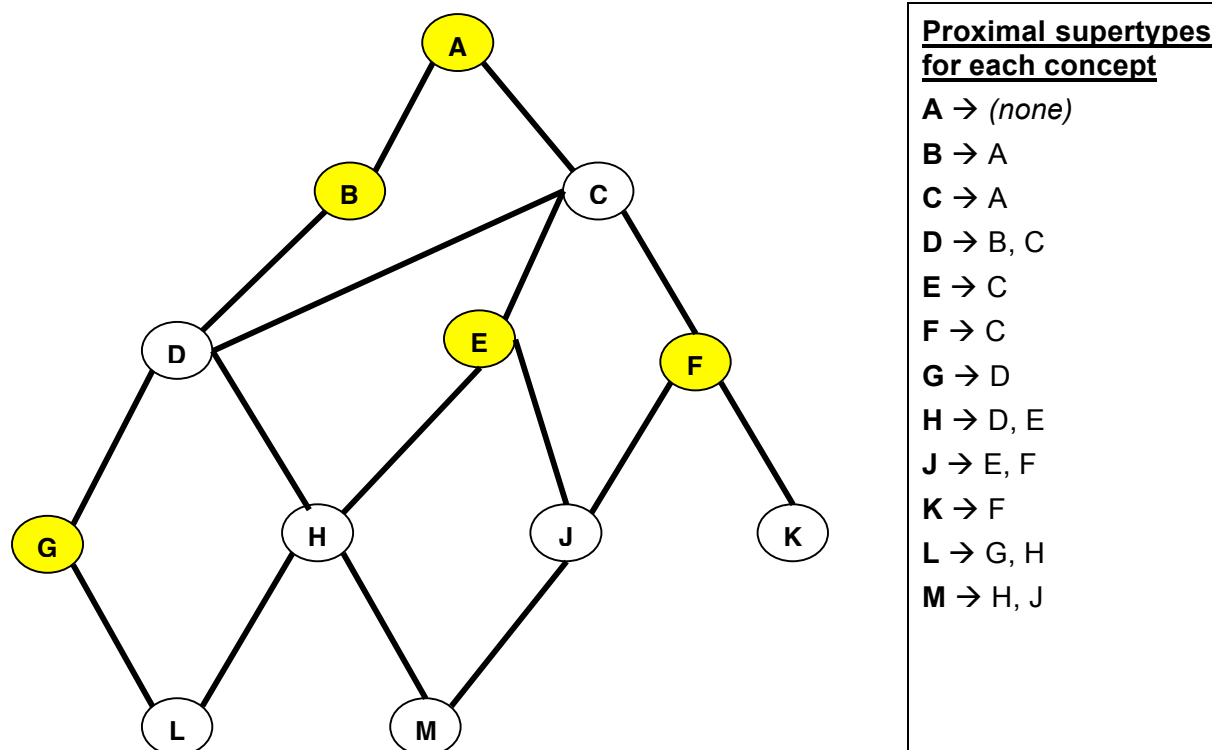 A
B
C
D
E
F
G
H
J
K
L
M
Proximal supertypes
for each concept
A → (none)
B → A
C → A
D → B, C
E → C
F → C
G → D
H → D, E
J → E, F
K → F
L → G, H
M → H, J